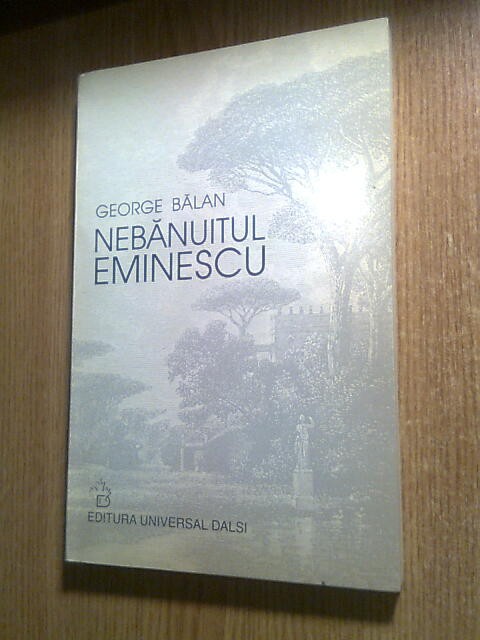 GEORGE BĂLAN
NEBĂNUITUL
EMINESCU
EDITURA UNIVERSAL DALSI